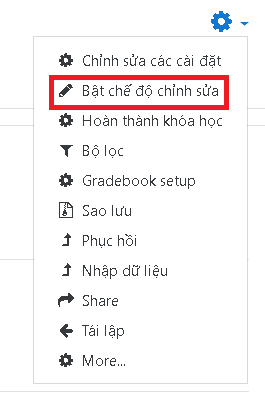 Chỉnh sửa các cài đặt
Bật chế độ chỉnh sửa
Hoàn thành khóa học
Bộ lọc
Gradebook setup
Sao lưu
Phục hồi
Nhập dữ liệu
Share
Tái lập
More...